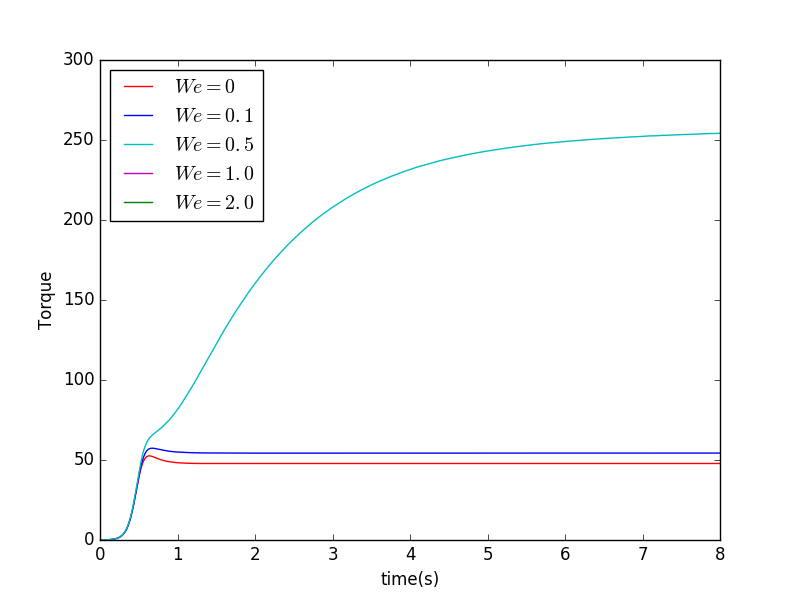 300
250
200
150
100
50
0
Torque
We = 0
We = 0.1
We = 0.5
We = 1.0
We = 2.0
0 1 2 3 4 5 6 7 8
time(s)